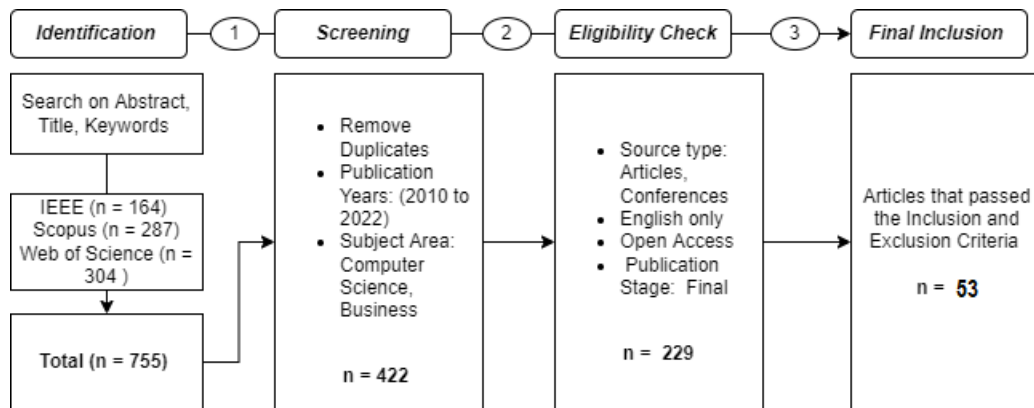 Identification
1
Screening
2
Eligibility Check
3
Final Inclusion
Search on Abstract,
Title, Keywords
IEEE (n = 164)
Scopus (n = 287)
Web of Science (n =
304 )
Total (n = 755)
• Remove
Duplicates
• Publication
Years: (2010 to
2022)
• Subject Area:
Computer
Science,
Business
n = 422
• Source type:
Articles,
Conferences
• English only
• Open Access
• Publication
Stage: Final
n = 229
Articles that passed
the Inclusion and
Exclusion Criteria
n = 53